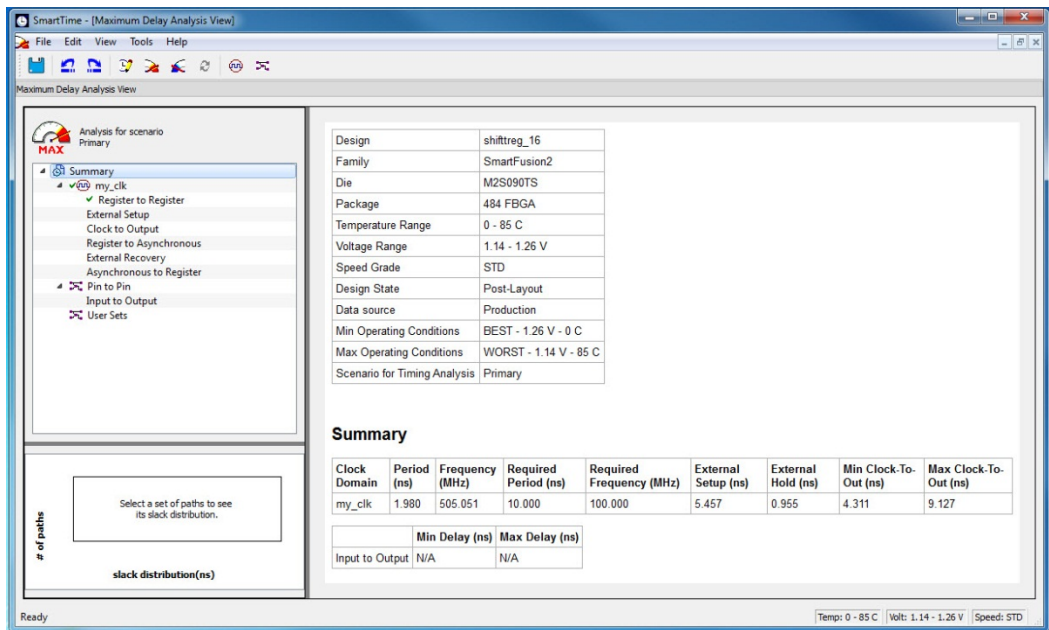 SmartTime - [Maximum Delay Analysis View]
File Edit View Tools Help
Maximum Delay Analysis View
MAX
Analysis for scenario
Primary
Summary
my_clk
Register to Register
External Setup
Clock to Output
Register to Asynchronous
External Recovery
Asynchronous to Register
Pin to Pin
Input to Output
User Sets
Select a set of paths to see
its slack distribution.
# of paths
slack distribution(ns)
Design shifttreg_16
Family SmartFusion2
Die M2S090TS
Package 484 FBGA
Temperature Range 0 - 85 C
Voltage Range 1.14 - 1.26 V
Speed Grade STD
Design State Post-Layout
Data source Production
Min Operating Conditions BEST - 1.26 V - 0 C
Max Operating Conditions WORST - 1.14 V - 85 C
Scenario for Timing Analysis Primary
Summary
Clock Domain Period (ns) Frequency (MHz) Required Period (ns) Required Frequency (MHz) External Setup (ns) External Hold (ns) Min Clock-To-Out (ns) Max Clock-To-Out (ns)
my_clk 1.980 505.051 10.000 100.000 5.457 0.955 4.311 9.127
Min Delay (ns) Max Delay (ns)
Input to Output N/A N/A
Ready
Temp: 0 - 85 C Volt: 1.14 - 1.26 V Speed: STD